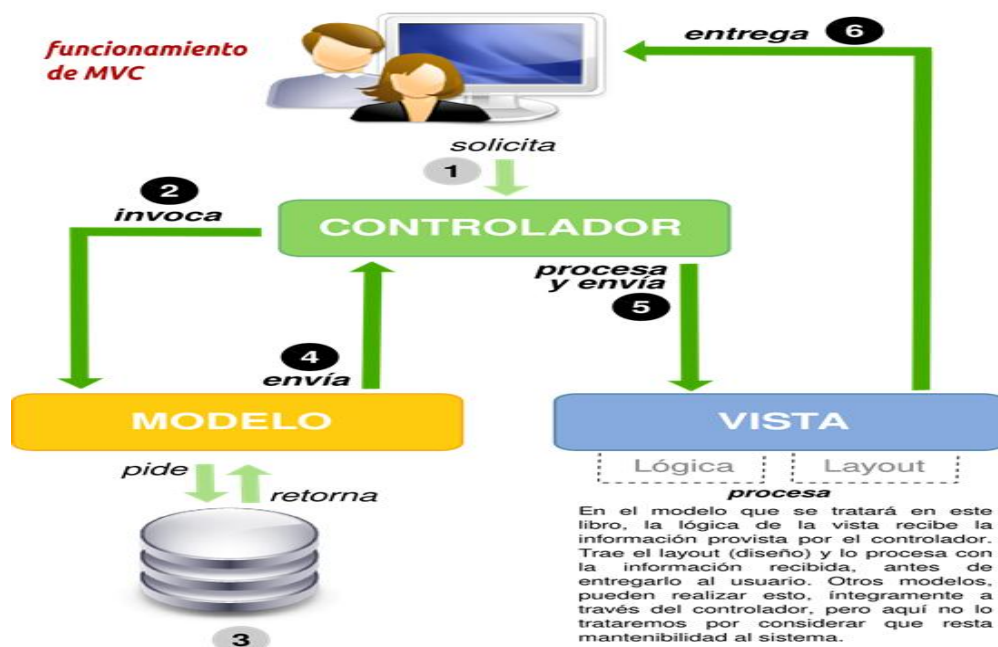 funcionamiento
de MVC
entrega 6
solicita
1
2
invoca
CONTROLADOR
procesa
y envía
5
4
envía
MODELO
VISTA
pide
retorna
Lógica
Layout
procesa
En el modelo que se tratará en este
libro, la lógica de la vista recibe la
información provista por el controlador.
Trae el layout (diseño) y lo procesa con
la información recibida, antes de
entregarlo al usuario. Otros modelos,
pueden realizar esto, íntegramente a
través del controlador, pero aquí no lo
trataremos por considerar que resta
mantenibilidad al sistema.
3